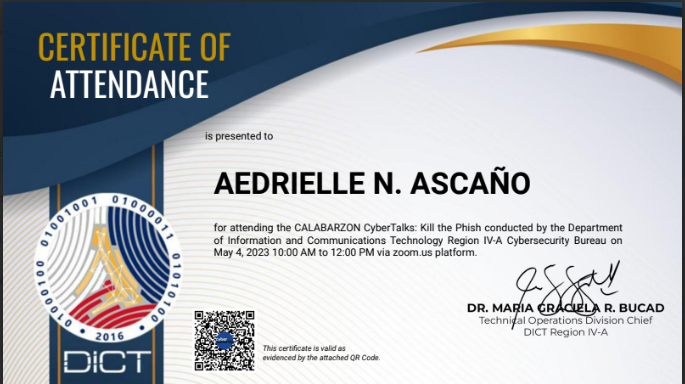 CERTIFICATE OF
ATTENDANCE
is presented to
AEDRIELLE N. ASCAÑO
for attending the CALABARZON CyberTalks: Kill the Phish conducted by the Department
of Information and Communications Technology Region IV-A Cybersecurity Bureau on
May 4, 2023 10:00 AM to 12:00 PM via zoom.us platform.
01000100 01001001 01000011 01010100
• 2016 •
DICT
DR. MARIA GRACIELA R. BUCAD
Technical Operations Division Chief
DICT Region IV-A
This certificate is valid as
evidenced by the attached QR Code.